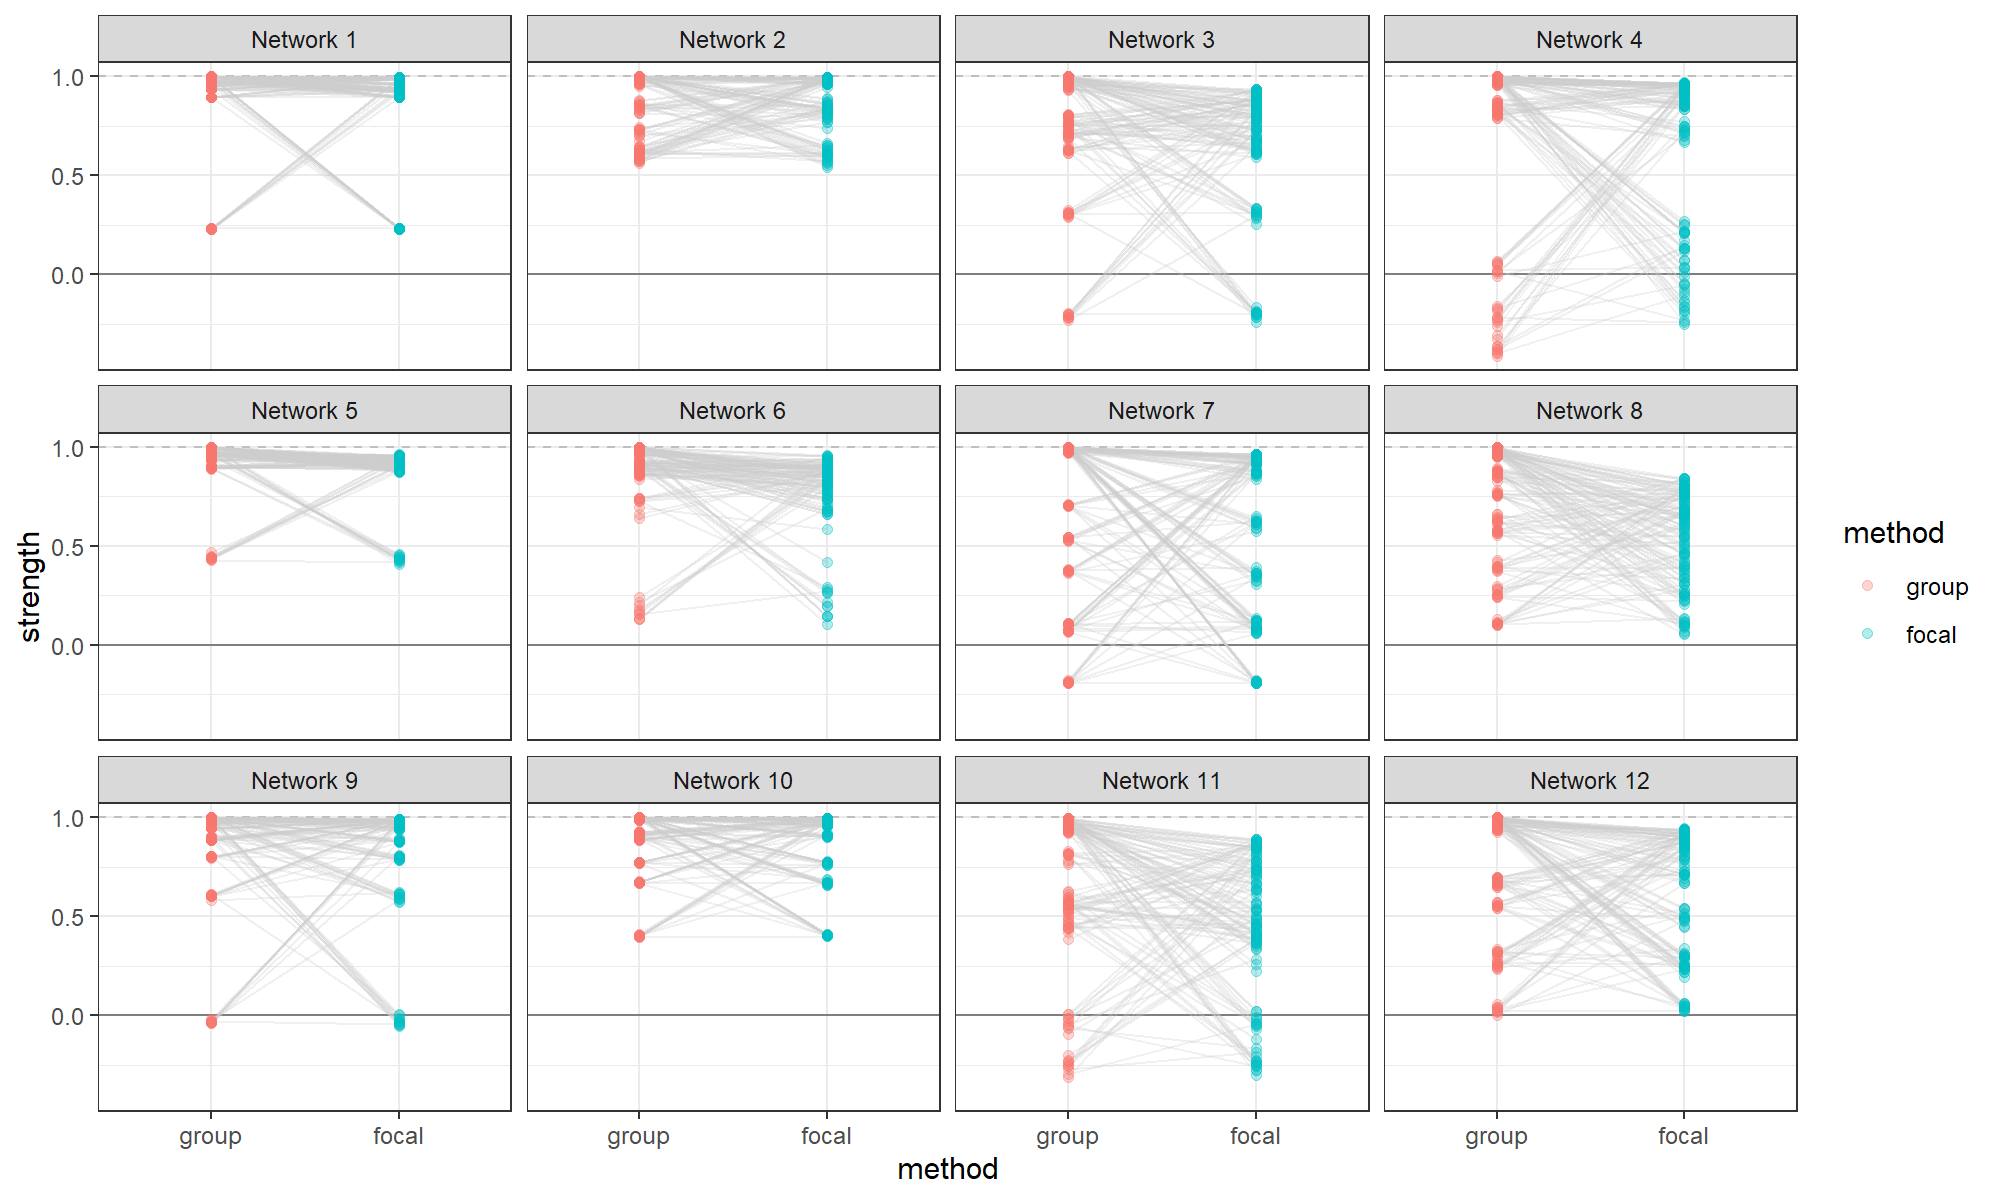 Network 1 Network 2 Network 3 Network 4
1.0
0.5
0.0
Network 5 Network 6 Network 7 Network 8
1.0
0.5
0.0
Network 9 Network 10 Network 11 Network 12
1.0
0.5
0.0
group focal group focal group focal group focal
method
strength
method
group
focal